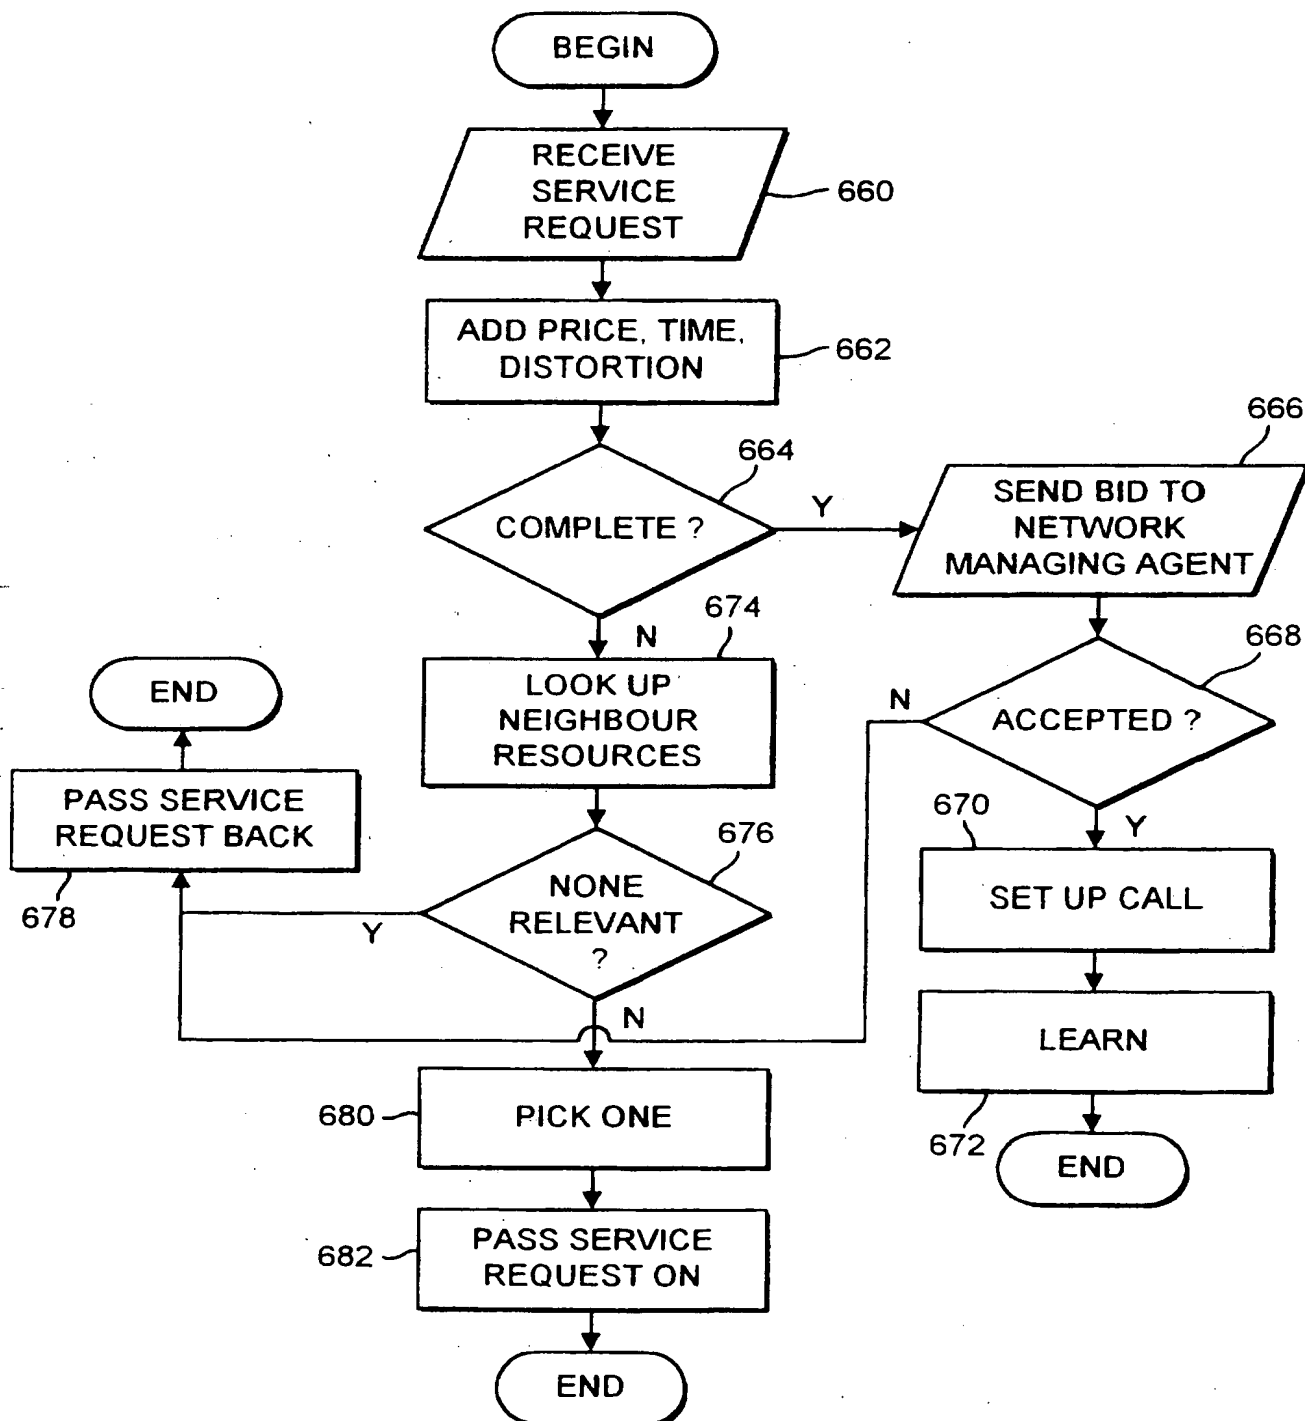 BEGIN
RECEIVE
SERVICE
REQUEST
660
ADD PRICE, TIME,
DISTORTION
662
664
COMPLETE ?
Y
666
SEND BID TO
NETWORK
MANAGING AGENT
N
674
LOOK UP
NEIGHBOUR
RESOURCES
668
ACCEPTED ?
N
Y
END
PASS SERVICE
REQUEST BACK
678
676
NONE
RELEVANT
?
Y
N
670
SET UP CALL
LEARN
672
END
680
PICK ONE
682
PASS SERVICE
REQUEST ON
END